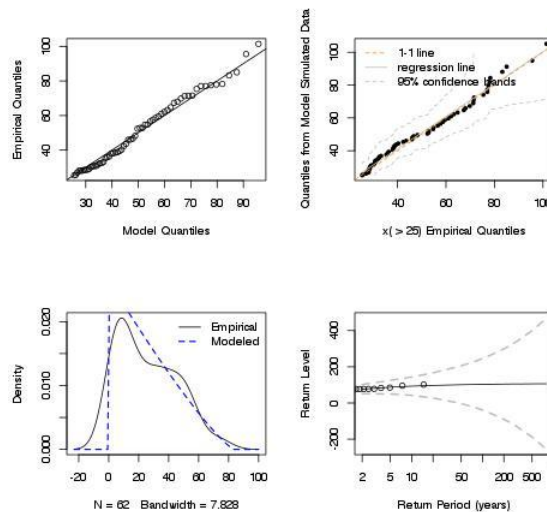 Empirical Quantiles
40 60 80 100
30 40 50 60 70 80 90
Model Quantiles
Quantiles from Model Simulated Data
40 60 80 100
1-1 line
regression line
95% confidence bands
40 60 80 100
x( > 25) Empirical Quantiles
Density
0.000 0.010 0.020
Empirical
Modeled
-20 0 20 40 60 80 100
N = 62 Bandwidth = 7.828
Return Level
-200 0 200 400
2 5 10 50 200 500
Return Period (years)